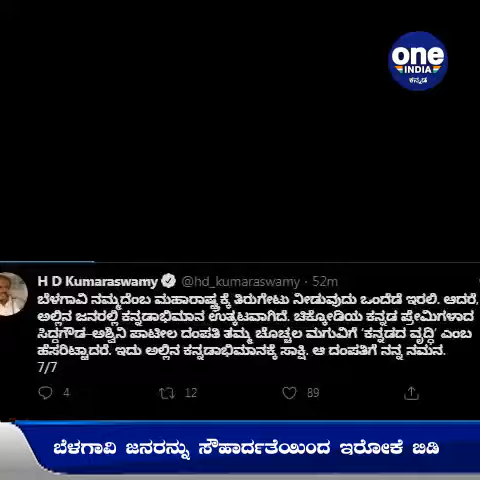 one
INDIA
ಕನ್ನಡ
H D Kumaraswamy @hd_kumaraswamy · 52m
ಬೆಳಗಾವಿ ನಮ್ಮದೆಂಬ ಮಹಾರಾಷ್ಟ್ರಕ್ಕೆ ತಿರುಗೇಟು ನೀಡುವುದು ಒಂದೆಡೆ ಇರಲಿ. ಆದರೆ,
ಅಲ್ಲಿನ ಜನರಲ್ಲಿ ಕನ್ನಡಾಭಿಮಾನ ಉತ್ಕಟವಾಗಿದೆ. ಚಿಕ್ಕೋಡಿಯ ಕನ್ನಡ ಪ್ರೇಮಿಗಳಾದ
ಸಿದ್ದಗೌಡ–ಅಶ್ವಿನಿ ಪಾಟೀಲ ದಂಪತಿ ತಮ್ಮ ಚೊಚ್ಚಲ ಮಗುವಿಗೆ 'ಕನ್ನಡದ ವೃದ್ಧಿ' ಎಂಬ
ಹೆಸರಿಟ್ಟಿದ್ದಾರೆ. ಇದು ಅಲ್ಲಿನ ಕನ್ನಡಾಭಿಮಾನಕ್ಕೆ ಸಾಕ್ಷಿ. ಆ ದಂಪತಿಗೆ ನನ್ನ ನಮನ.
7/7
4 12 89
ಬೆಳಗಾವಿ ಜನರನ್ನು ಸೌಹಾರ್ದತೆಯಿಂದ ಇರೋಕೆ ಬಿಡಿ